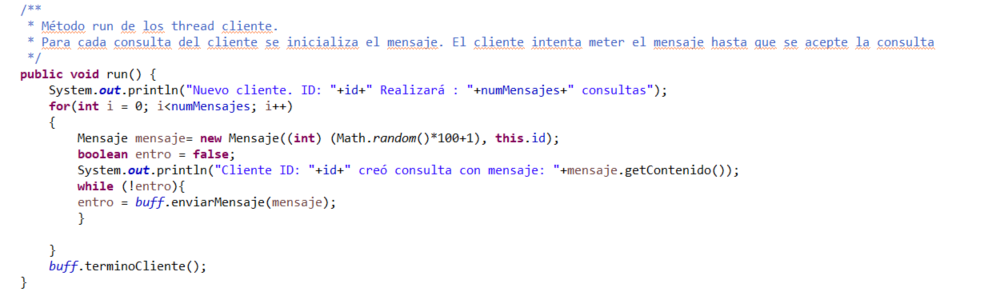 /**
 * Método run de los thread cliente.
 * Para cada consulta del cliente se inicializa el mensaje. El cliente intenta meter el mensaje hasta que se acepte la consulta
 */
public void run() {
    System.out.println("Nuevo cliente. ID: "+id+" Realizará : "+numMensajes+" consultas");
    for(int i = 0; i<numMensajes; i++)
    {
        Mensaje mensaje= new Mensaje((int) (Math.random()*100+1), this.id);
        boolean entro = false;
        System.out.println("Cliente ID: "+id+" creó consulta con mensaje: "+mensaje.getContenido());
        while (!entro){
        entro = buff.enviarMensaje(mensaje);
        }
    }
    buff.terminoCliente();
}